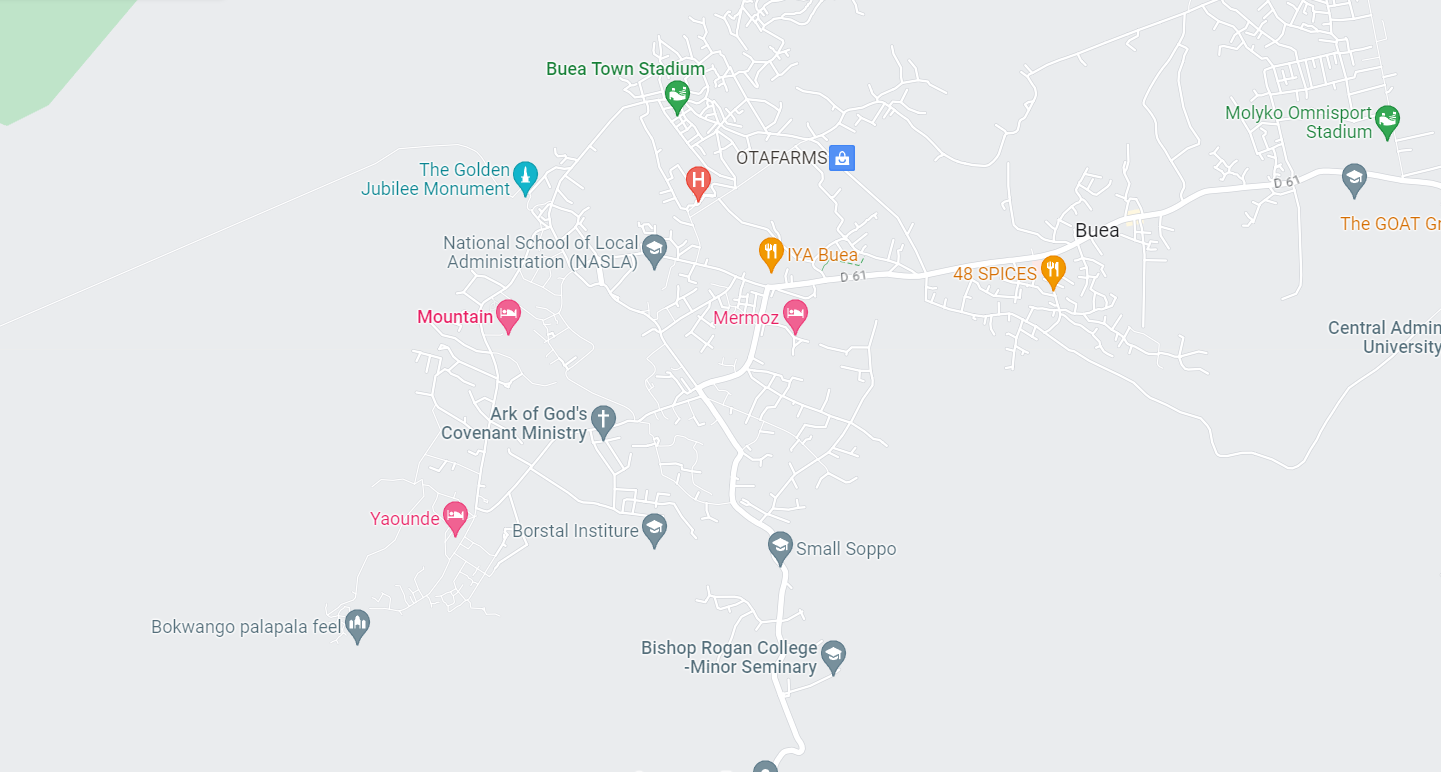 Buea Town Stadium
Molyko Omnisport
Stadium
OTAFARMS
The Golden
Jubilee Monument
H
D 61
The GOAT Gr
Buea
National School of Local
Administration (NASLA)
IYA Buea
D 61
48 SPICES
Mountain
Mermoz
Central Admin
University
Ark of God's
Covenant Ministry
Yaounde
Borstal Institure
Small Soppo
Bokwango palapala feel
Bishop Rogan College
-Minor Seminary